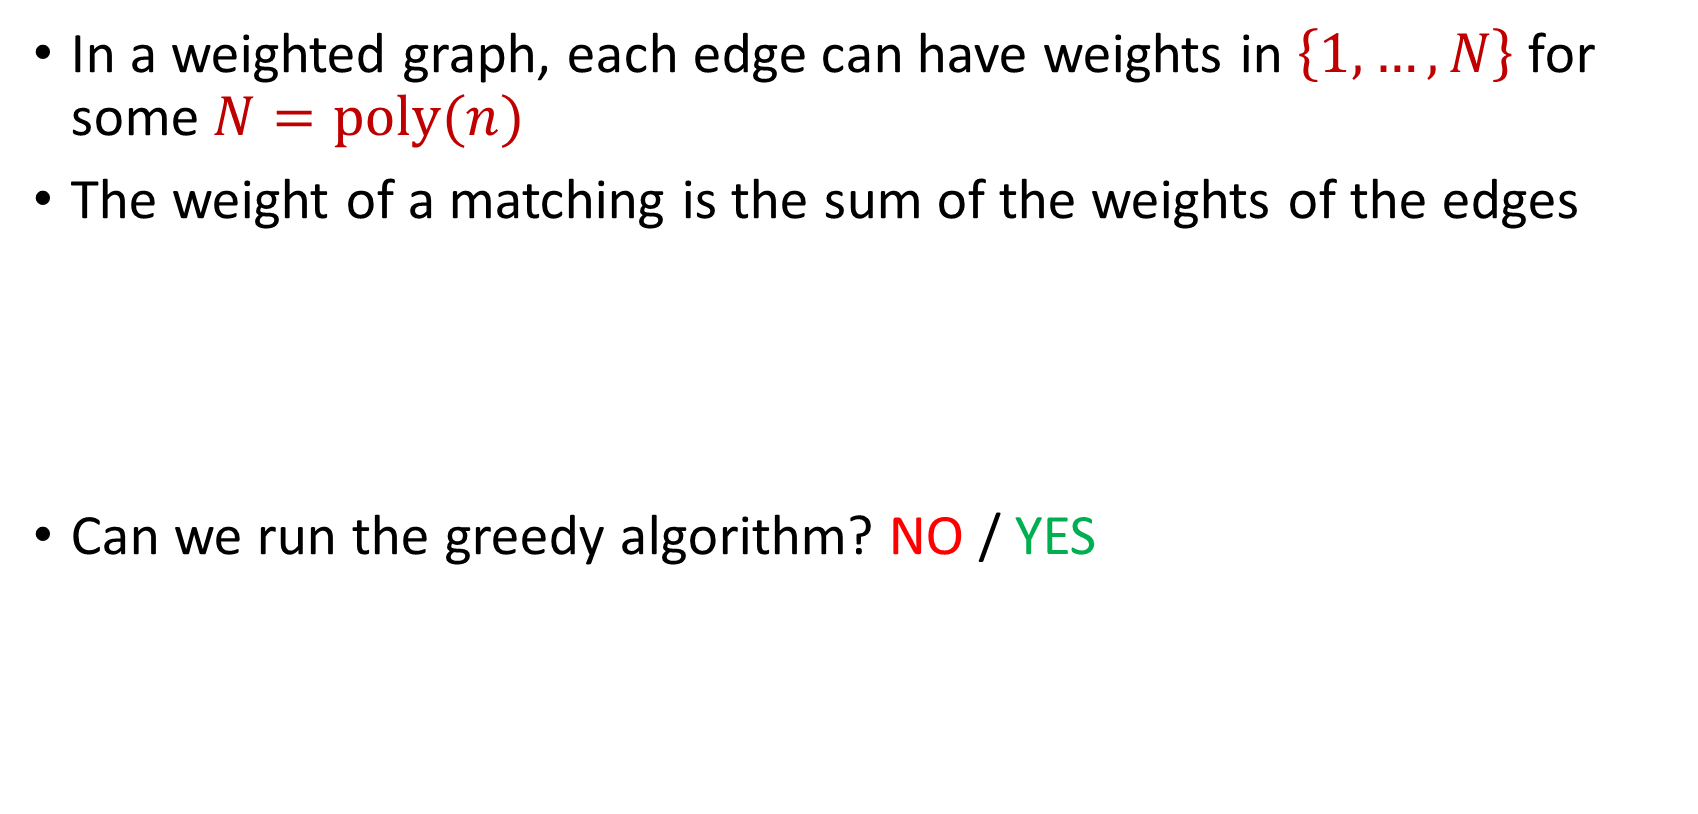 • In a weighted graph, each edge can have weights in {1, … , N} for
some N = poly(n)
• The weight of a matching is the sum of the weights of the edges
• Can we run the greedy algorithm? NO / YES